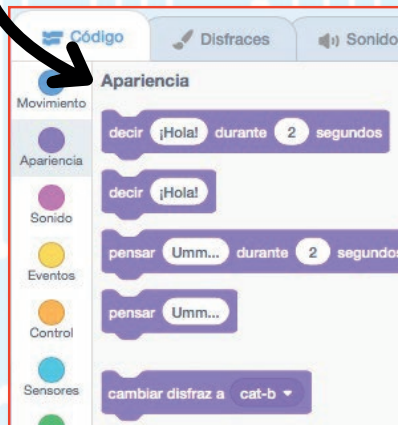 Código Disfraces Sonido
Apariencia
Movimiento
Apariencia
Sonido
Eventos
Control
Sensores
decir ¡Hola! durante 2 segundos
decir ¡Hola!
pensar Umm... durante 2 segundos
pensar Umm...
cambiar disfraz a cat-b